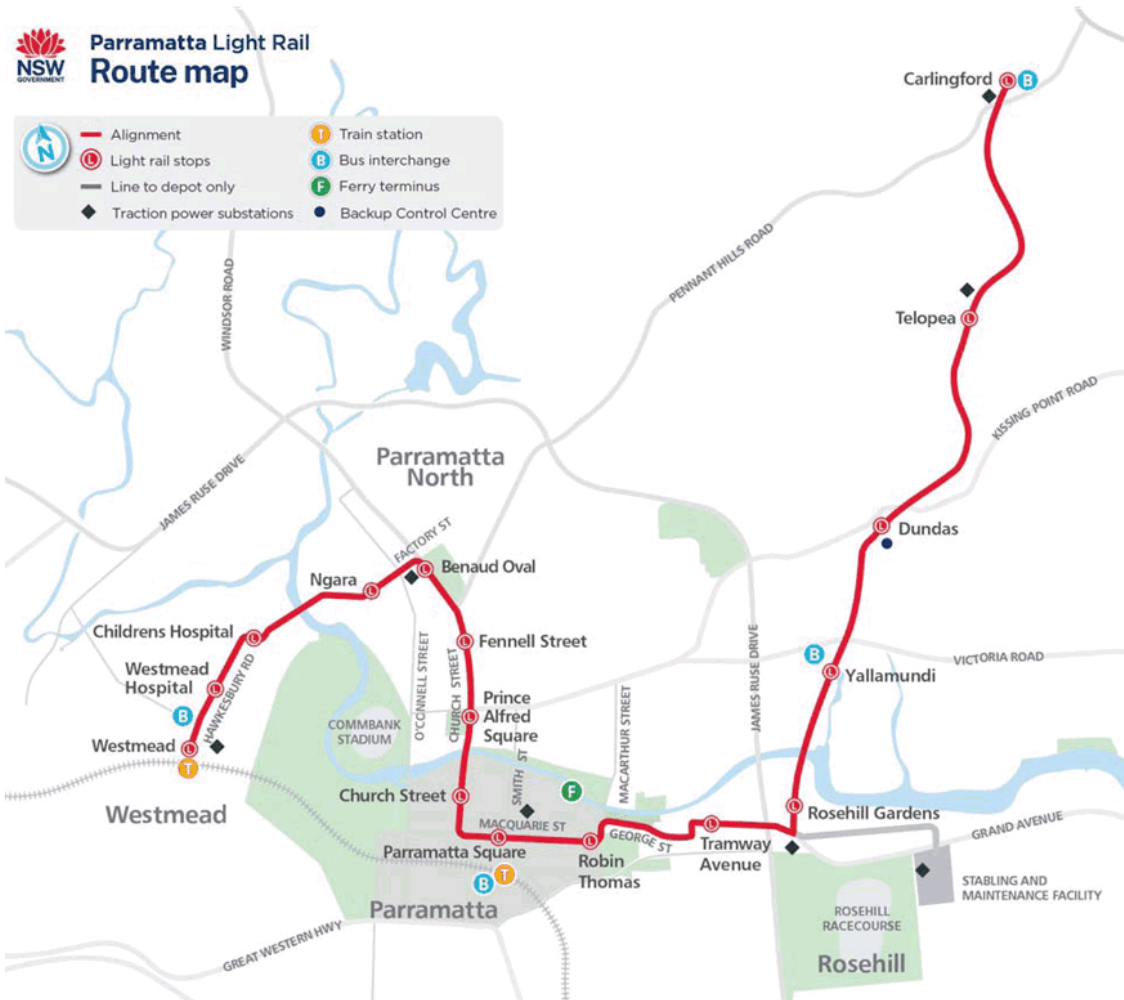 NSW
GOVERNMENT
Parramatta Light Rail
Route map
N
Alignment
L Light rail stops
Line to depot only
Traction power substations
T Train station
B Bus interchange
F Ferry terminus
Backup Control Centre
Carlingford L B
PENNANT HILLS ROAD
WINDSOR ROAD
Telopea L
KISSING POINT ROAD
JAMES RUSE DRIVE
Parramatta
North
FACTORY ST
L Dundas
Ngara L
L Benaud Oval
Childrens Hospital L
L Fennell Street
Westmead
Hospital L
HAWKESBURY RD
B
Westmead L
T
Westmead
O'CONNELL STREET
CHURCH STREET
L Prince
Alfred
Square
COMMBANK
STADIUM
SMITH ST
MACARTHUR STREET
JAMES RUSE DRIVE
VICTORIA ROAD
B
L Yallamundi
Church Street L
F
MACQUARIE ST
Parramatta Square
L
L
Robin
Thomas
GEORGE ST
L
Tramway
Avenue
L
Rosehill Gardens
GRAND AVENUE
B T
Parramatta
GREAT WESTERN HWY
STABLING AND
MAINTENANCE FACILITY
ROSEHILL
RACECOURSE
Rosehill